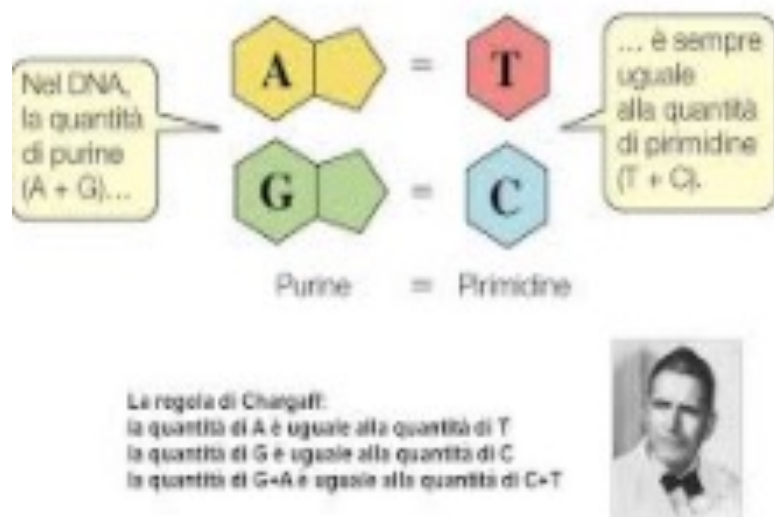 Nel DNA,
la quantità
di purine
(A + G)...
A = T
G = C
Purine = Pirimidine
... è sempre
uguale
alla quantità
di pirimidine
(T + C).
La regola di Chargaff:
la quantità di A è uguale alla quantità di T
la quantità di G è uguale alla quantità di C
la quantità di G+A è uguale alla quantità di C+T